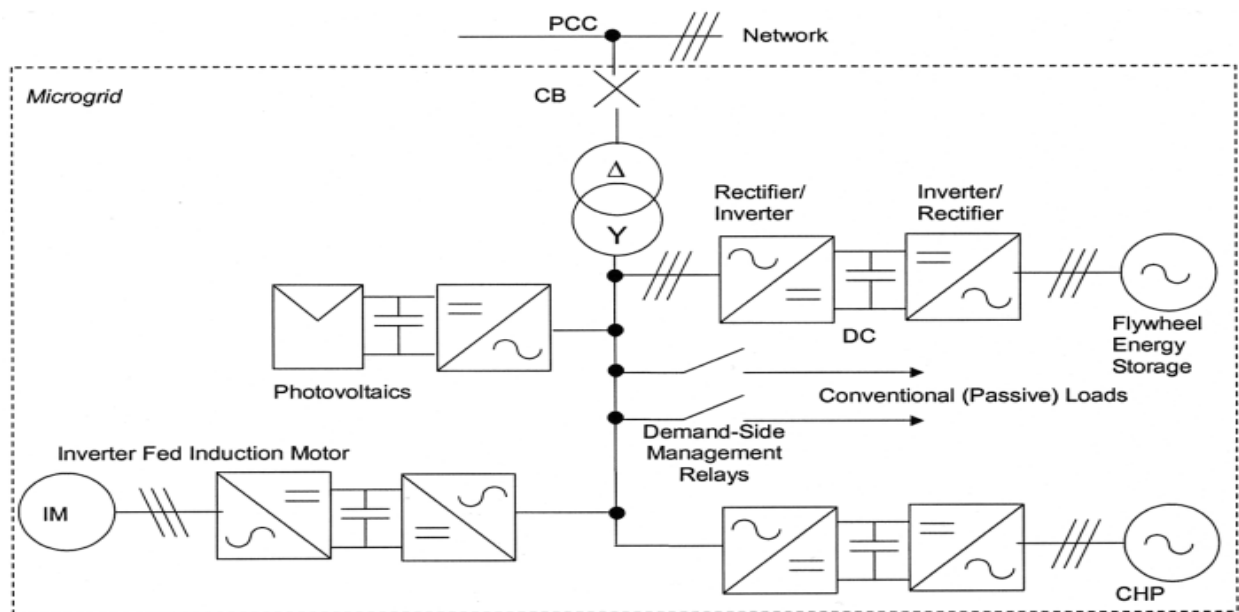 PCC
Network
Microgrid
CB
Δ
Y
Rectifier/
Inverter
Inverter/
Rectifier
DC
Flywheel
Energy
Storage
Photovoltaics
Conventional (Passive) Loads
Demand-Side
Management
Relays
Inverter Fed Induction Motor
IM
CHP